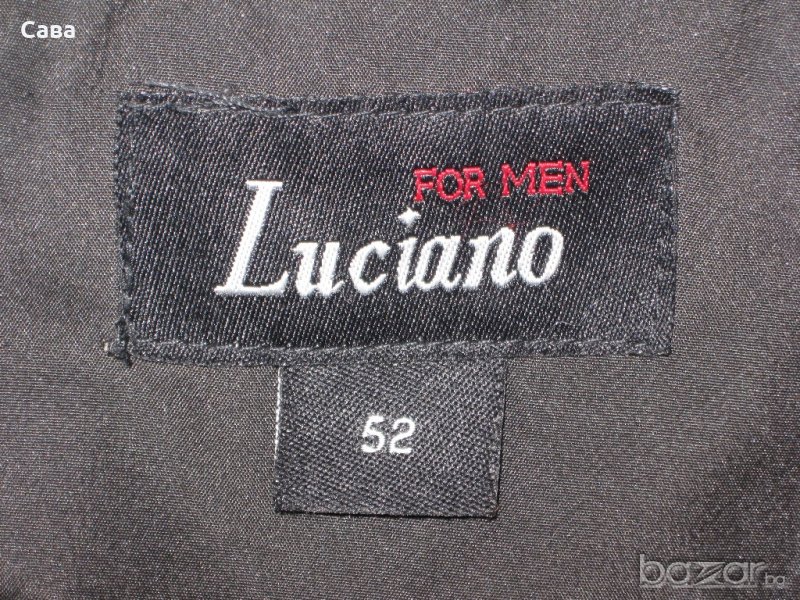 Сава
FOR MEN
Luciano
52
bazar.bg